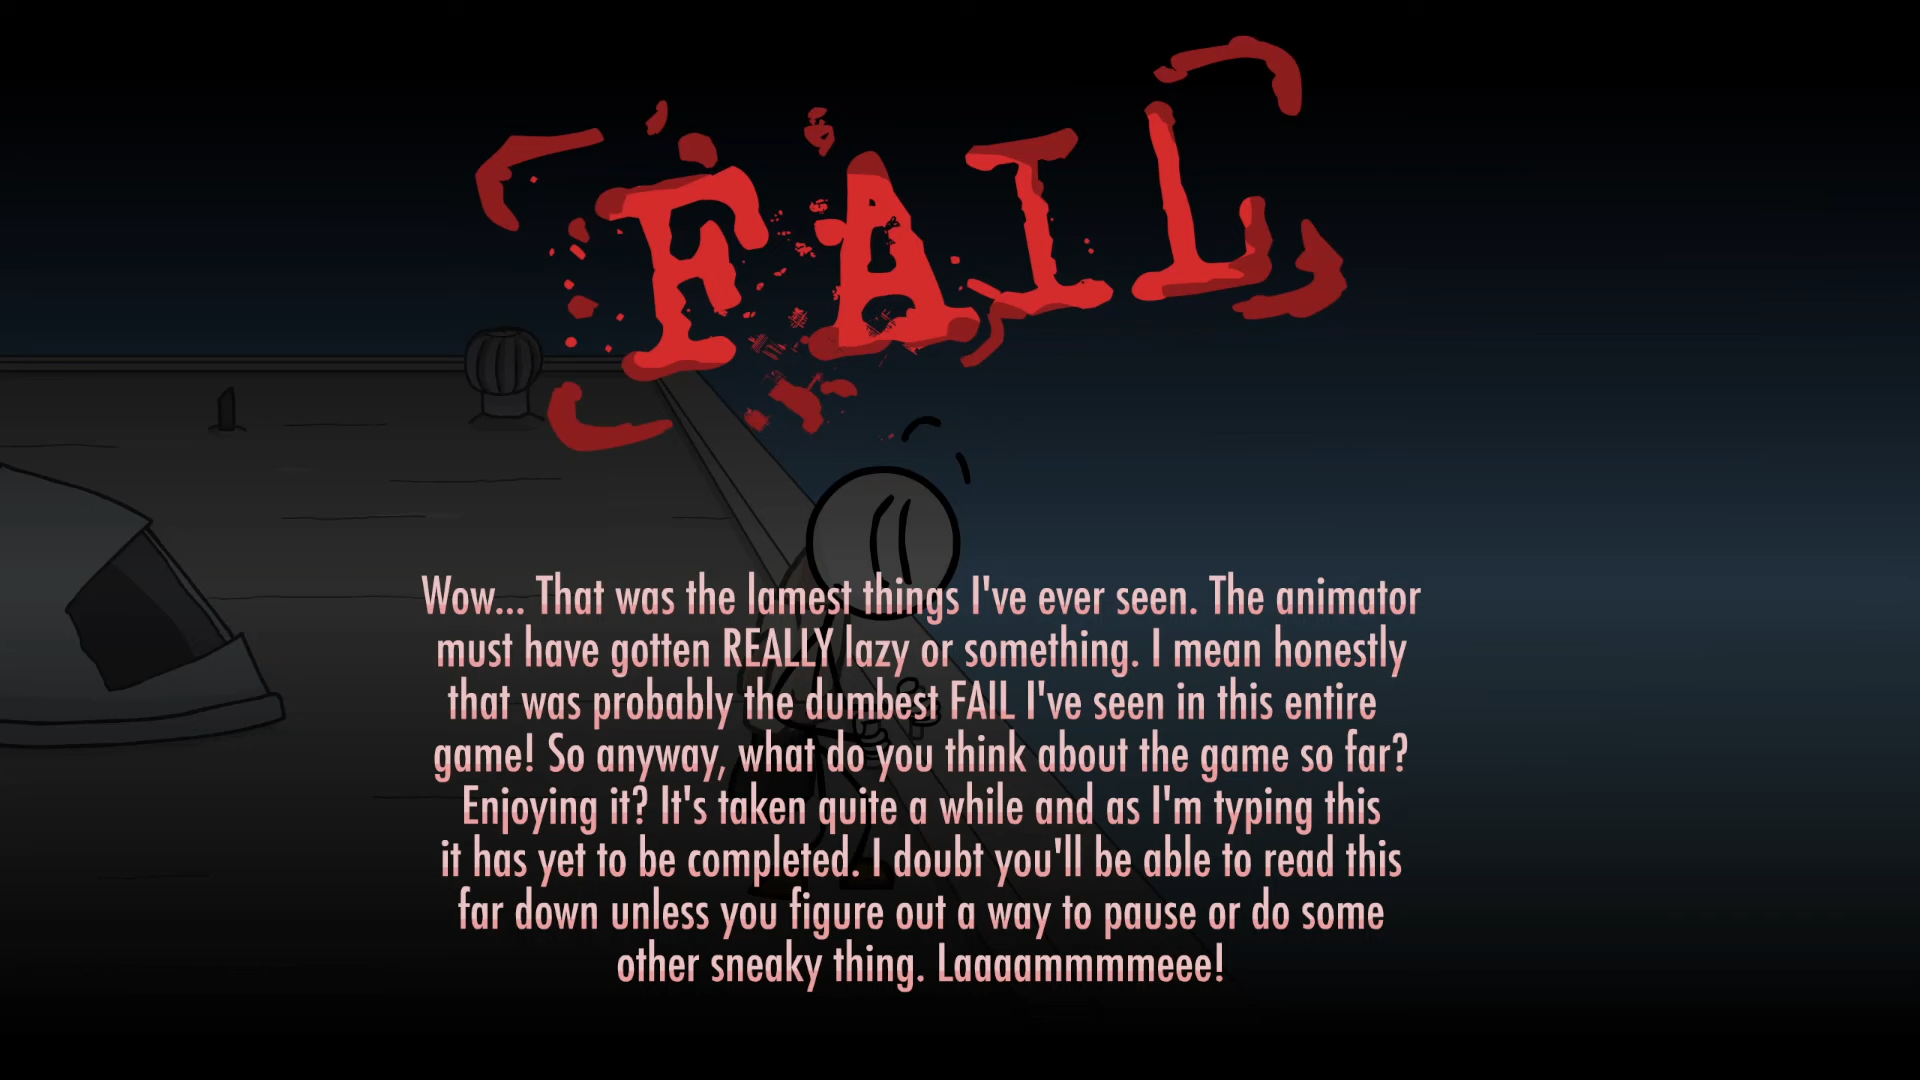 FAIL
Wow... That was the lamest things I've ever seen. The animator
must have gotten REALLY lazy or something. I mean honestly
that was probably the dumbest FAIL I've seen in this entire
game! So anyway, what do you think about the game so far?
Enjoying it? It's taken quite a while and as I'm typing this
it has yet to be completed. I doubt you'll be able to read this
far down unless you figure out a way to pause or do some
other sneaky thing. Laaaammmmeee!